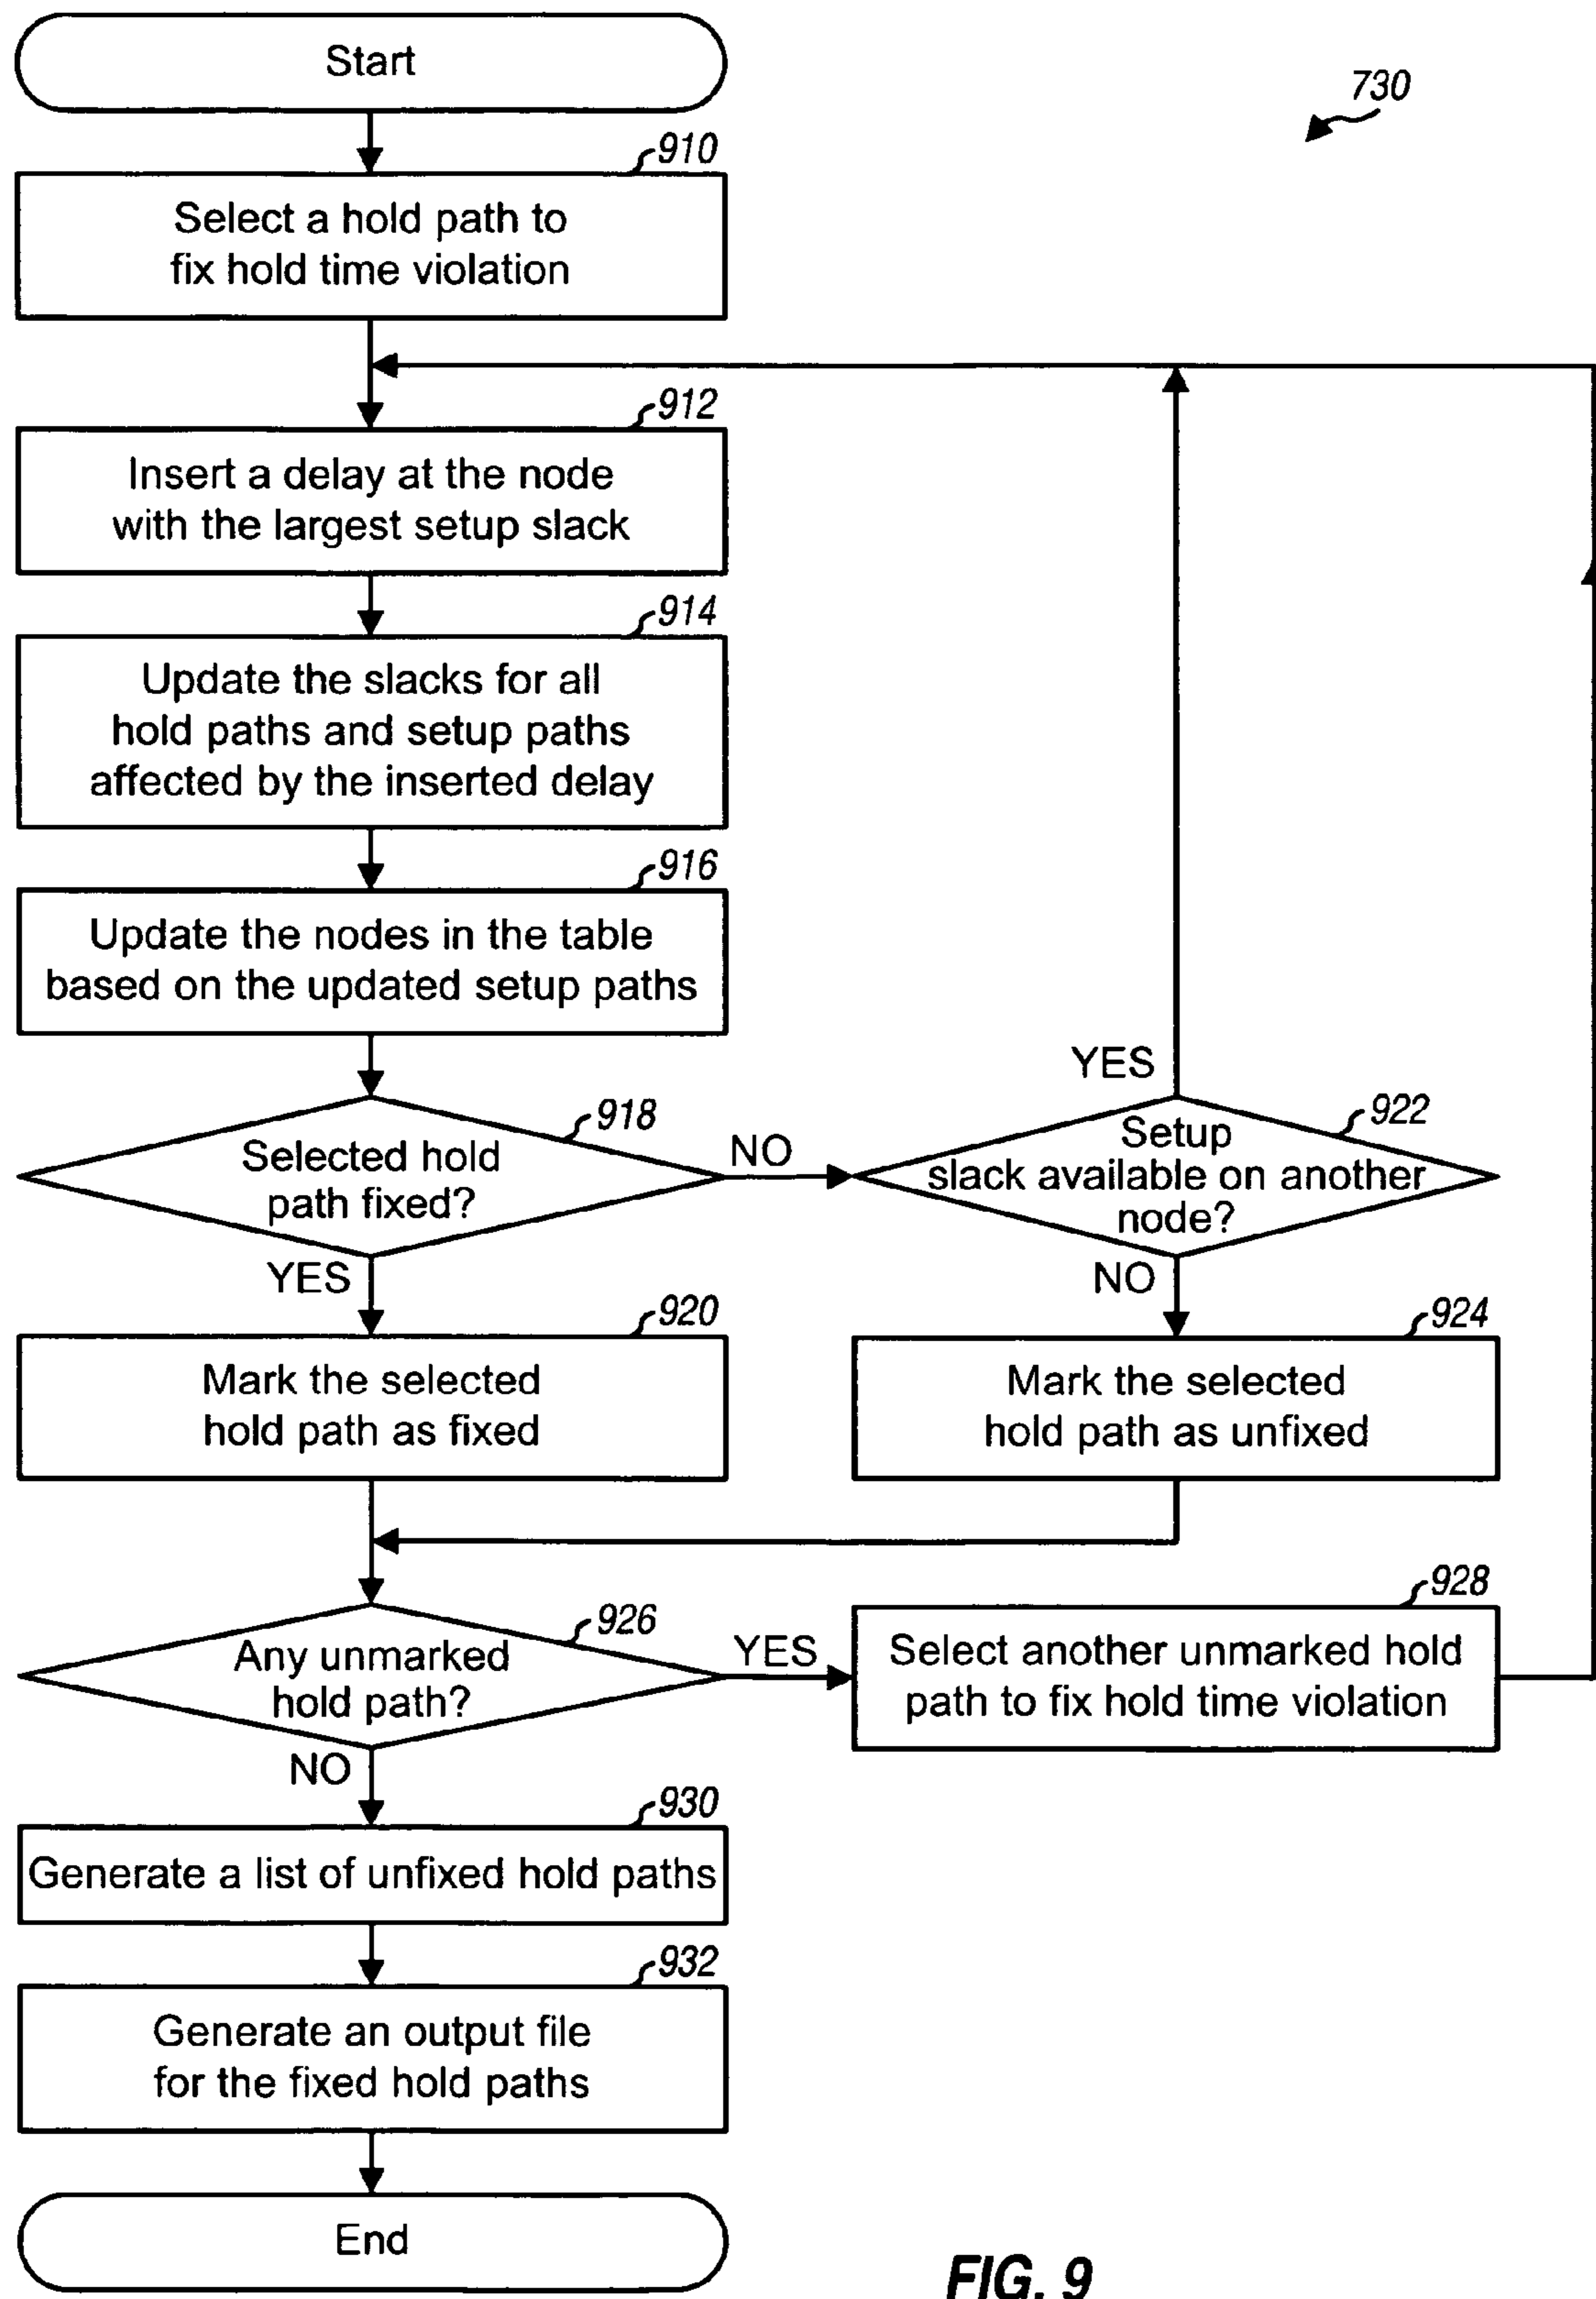 Start
730
910
Select a hold path to
fix hold time violation
912
Insert a delay at the node
with the largest setup slack
914
Update the slacks for all
hold paths and setup paths
affected by the inserted delay
916
Update the nodes in the table
based on the updated setup paths
918
Selected hold
path fixed?
NO
YES
922
Setup
slack available on another
node?
YES
NO
920
Mark the selected
hold path as fixed
924
Mark the selected
hold path as unfixed
926
Any unmarked
hold path?
YES
NO
928
Select another unmarked hold
path to fix hold time violation
930
Generate a list of unfixed hold paths
932
Generate an output file
for the fixed hold paths
End
FIG. 9